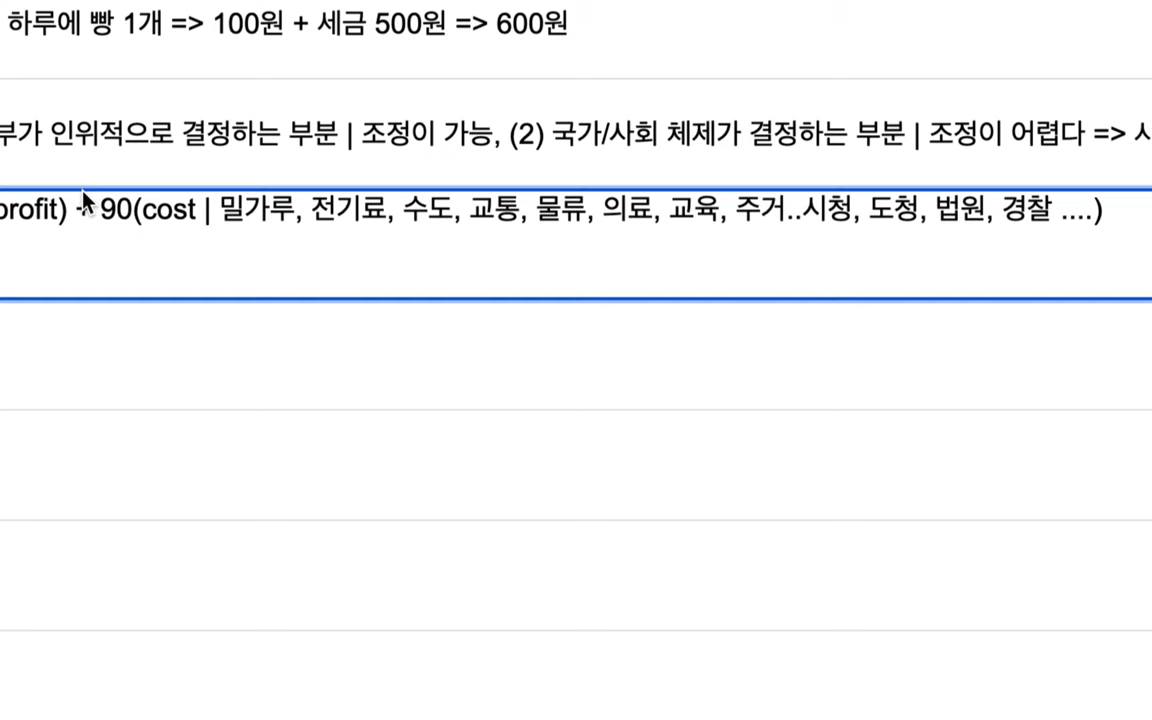 하루에 빵 1개 => 100원 + 세금 500원 => 600원
부가 인위적으로 결정하는 부분 | 조정이 가능, (2) 국가/사회 체제가 결정하는 부분 | 조정이 어렵다 =>
profit) 90(cost | 밀가루, 전기료, 수도, 교통, 물류, 의료, 교육, 주거..시청, 도청, 법원, 경찰 ....)